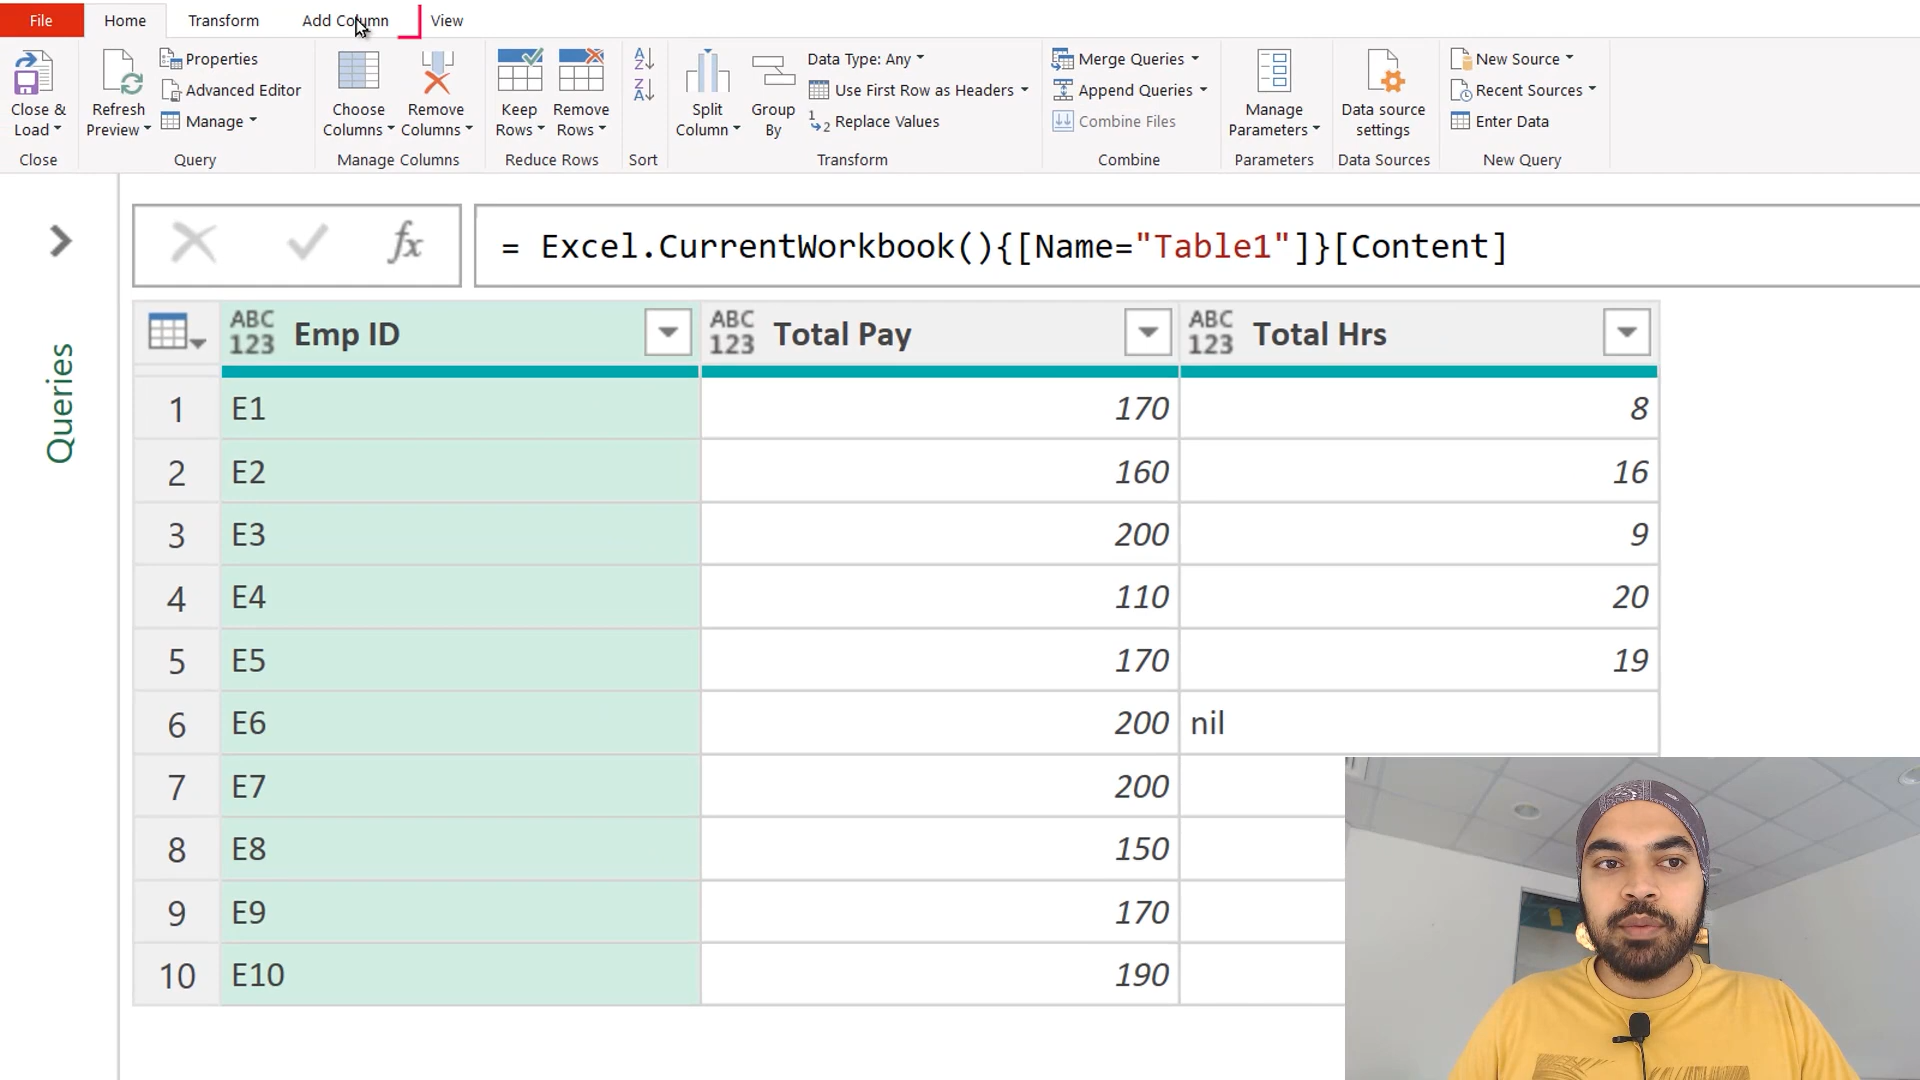 File Home Transform Add Column View
Properties
Advanced Editor
Manage
Close & Load
Refresh Preview
Choose Columns
Remove Columns
Keep Rows
Remove Rows
A Z
Z A
Split Column
Group By
Data Type: Any
Use First Row as Headers
1 2 Replace Values
Merge Queries
Append Queries
Combine Files
Manage Parameters
Data source settings
New Source
Recent Sources
Enter Data
Close Query Manage Columns Reduce Rows Sort Transform Combine Parameters Data Sources New Query
fx = Excel.CurrentWorkbook(){[Name="Table1"]}[Content]
Queries
ABC 123 Emp ID ABC 123 Total Pay ABC 123 Total Hrs
1 E1 170 8
2 E2 160 16
3 E3 200 9
4 E4 110 20
5 E5 170 19
6 E6 200 nil
7 E7 200
8 E8 150
9 E9 170
10 E10 190